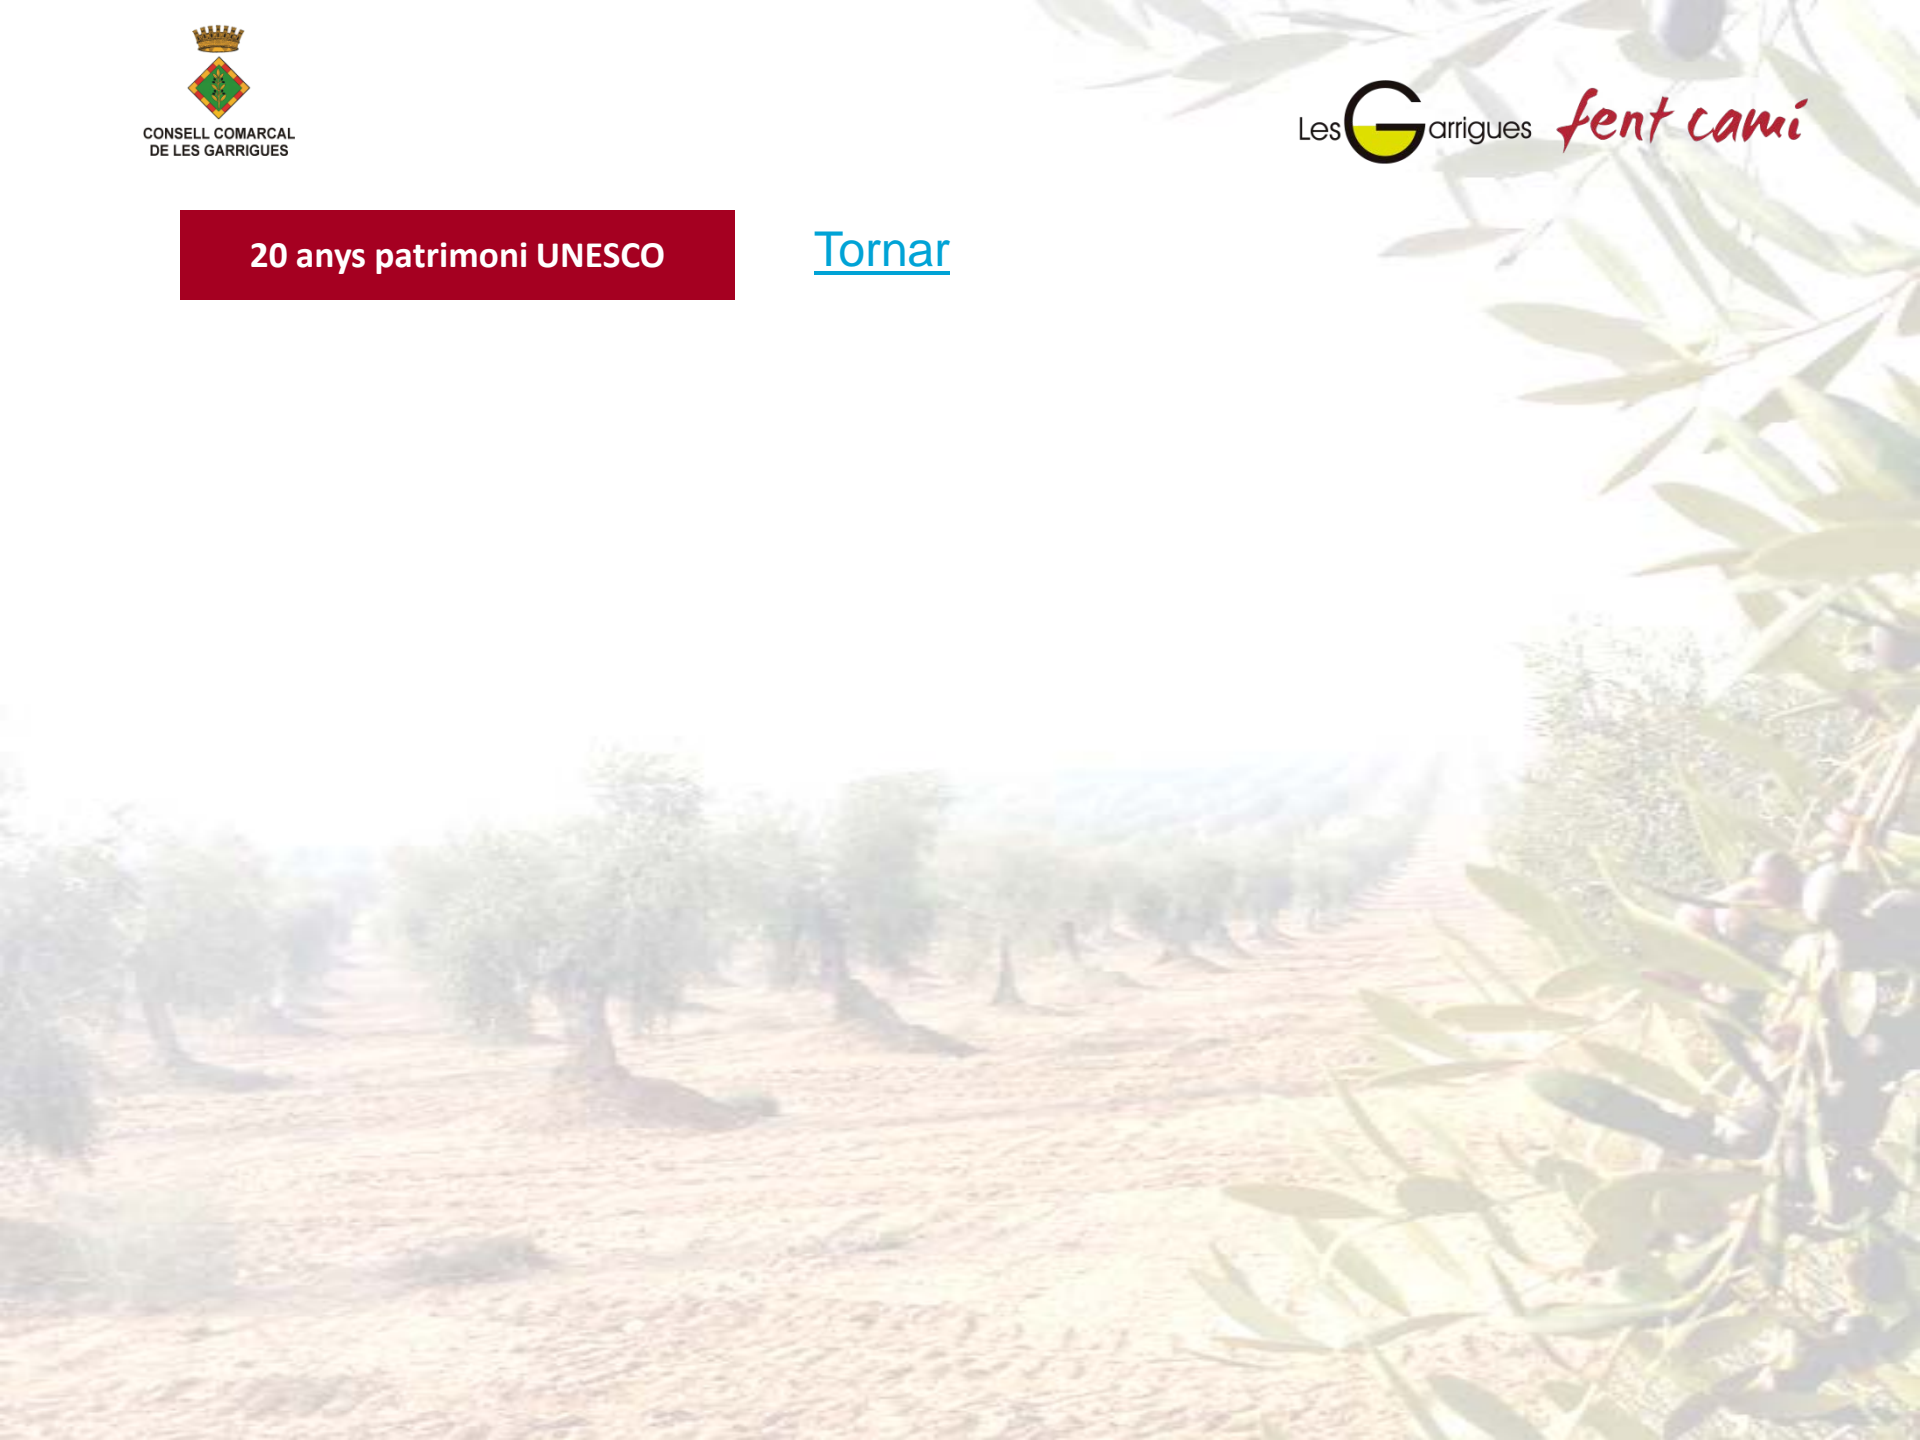 CONSELL COMARCAL
DE LES GARRIGUES
Les Garrigues fent camí
20 anys patrimoni UNESCO
Tornar